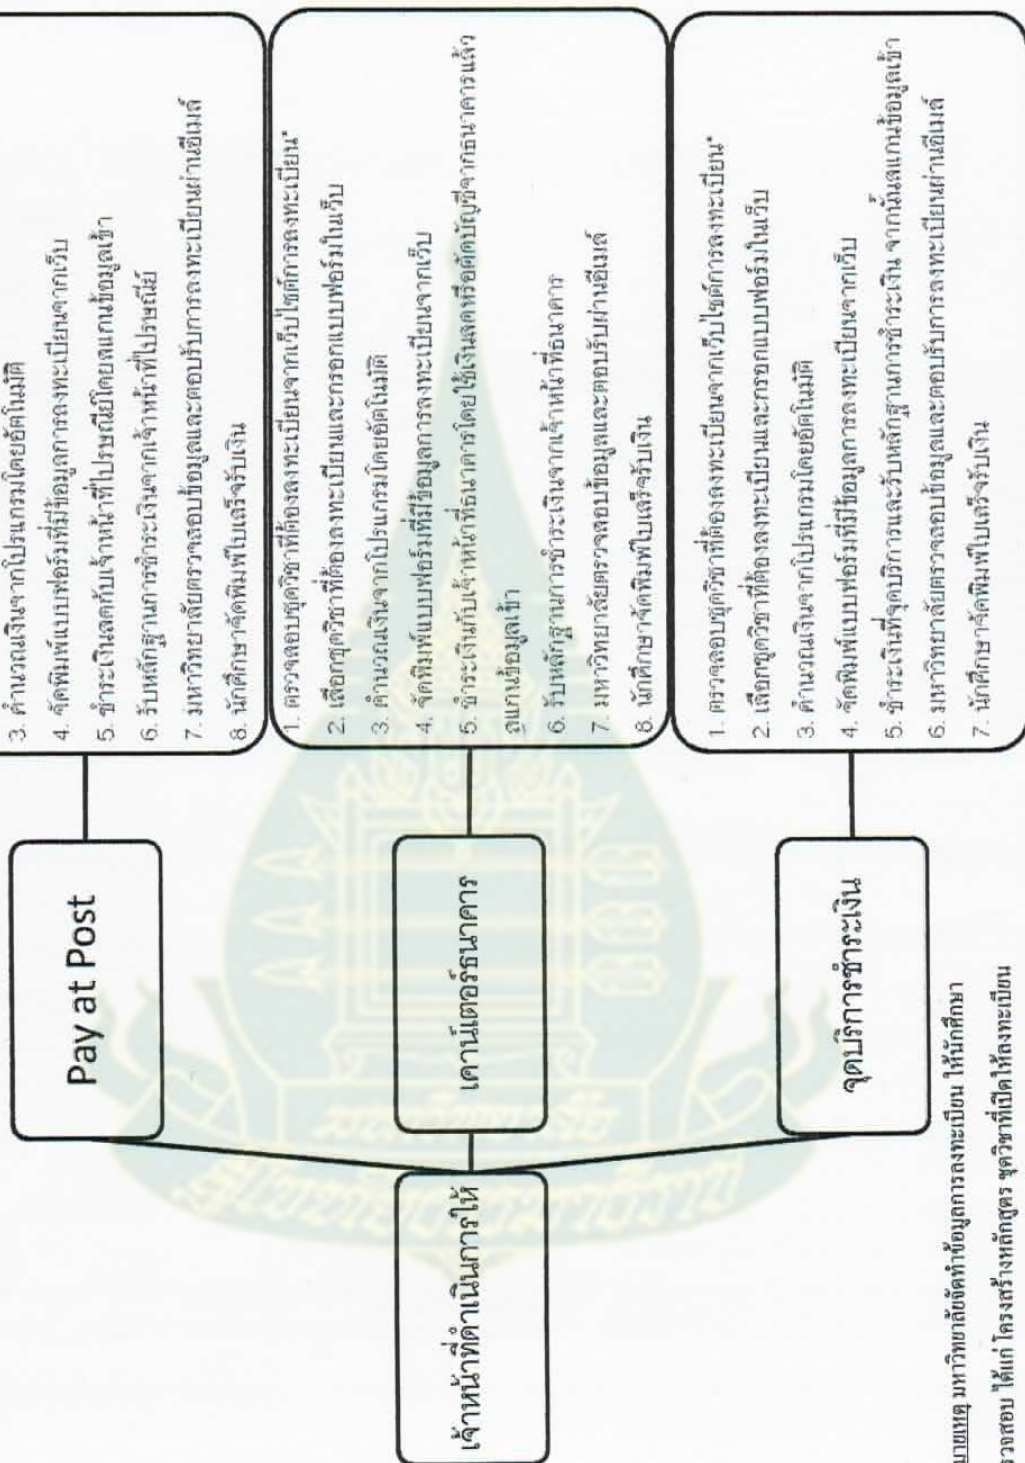 3. คำนวณเงินจากโปรแกรมโดยอัตโนมัติ
4. จัดพิมพ์แบบฟอร์มที่มีข้อมูลการลงทะเบียนจากเว็บ
5. ชำระเงินสดกับเจ้าหน้าที่ไปรษณีย์โดยสแกนข้อมูลเข้า
6. รับหลักฐานการชำระเงินจากเจ้าหน้าที่ไปรษณีย์
7. มหาวิทยาลัยตรวจสอบข้อมูลและตอบรับการลงทะเบียนผ่านอีเมล์
8. นักศึกษาจัดพิมพ์ใบเสร็จรับเงิน
Pay at Post
1. ตรวจสอบชุดวิชาที่ต้องลงทะเบียนจากเว็บไซต์การลงทะเบียน*
2. เลือกชุดวิชาที่ต้องลงทะเบียนและกรอกแบบฟอร์มในเว็บ
3. คำนวณเงินจากโปรแกรมโดยอัตโนมัติ
4. จัดพิมพ์แบบฟอร์มที่มีข้อมูลการลงทะเบียนจากเว็บ
5. ชำระเงินกับเจ้าหน้าที่ธนาคารโดยใช้เงินสดหรือตัดบัญชีจากธนาคารแล้ว
สแกนข้อมูลเข้า
6. รับหลักฐานการชำระเงินจากเจ้าหน้าที่ธนาคาร
7. มหาวิทยาลัยตรวจสอบข้อมูลและตอบรับผ่านอีเมล์
8. นักศึกษาจัดพิมพ์ใบเสร็จรับเงิน
เคาน์เตอร์ธนาคาร
เจ้าหน้าที่ดำเนินการให้
1. ตรวจสอบชุดวิชาที่ต้องลงทะเบียนจากเว็บไซต์การลงทะเบียน*
2. เลือกชุดวิชาที่ต้องลงทะเบียนและกรอกแบบฟอร์มในเว็บ
3. คำนวณเงินจากโปรแกรมโดยอัตโนมัติ
4. จัดพิมพ์แบบฟอร์มที่มีข้อมูลการลงทะเบียนจากเว็บ
5. ชำระเงินที่จุดบริการและรับหลักฐานการชำระเงิน จากนั้นสแกนข้อมูลเข้า
6. มหาวิทยาลัยตรวจสอบข้อมูลและตอบรับการลงทะเบียนผ่านอีเมล์
7. นักศึกษาจัดพิมพ์ใบเสร็จรับเงิน
จุดบริการชำระเงิน
มายเหตุ มหาวิทยาลัยจัดทำข้อมูลการลงทะเบียน ให้นักศึกษา
รวจสอบ ได้แก่ โครงสร้างหลักสูตร ชุดวิชาที่เปิดให้ลงทะเบียน